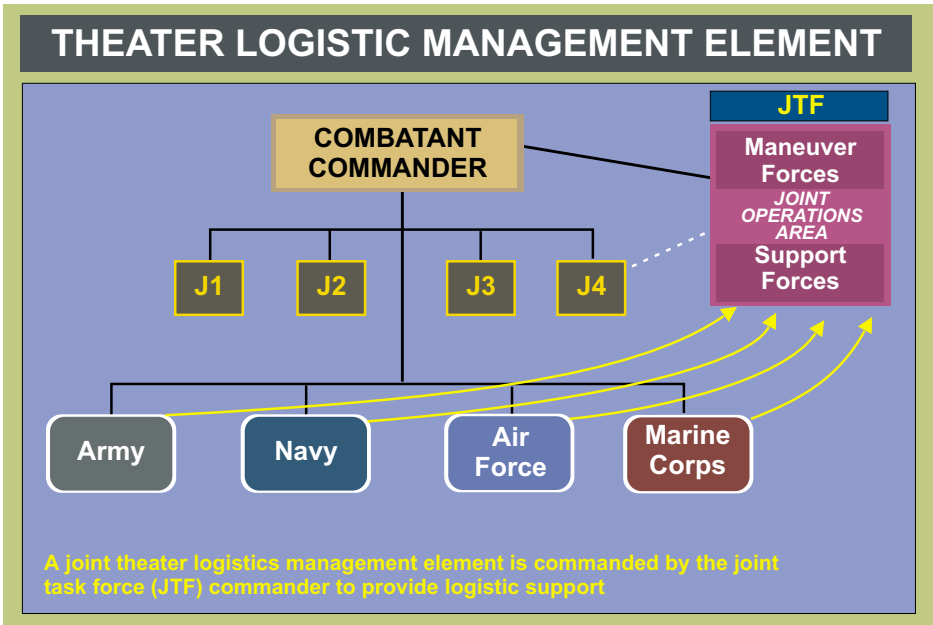 THEATER LOGISTIC MANAGEMENT ELEMENT
JTF
COMBATANT
COMMANDER
Maneuver
Forces
JOINT
OPERATIONS
AREA
Support
Forces
J1
J2
J3
J4
Army
Navy
Air
Force
Marine
Corps
A joint theater logistics management element is commanded by the joint
task force (JTF) commander to provide logistic support